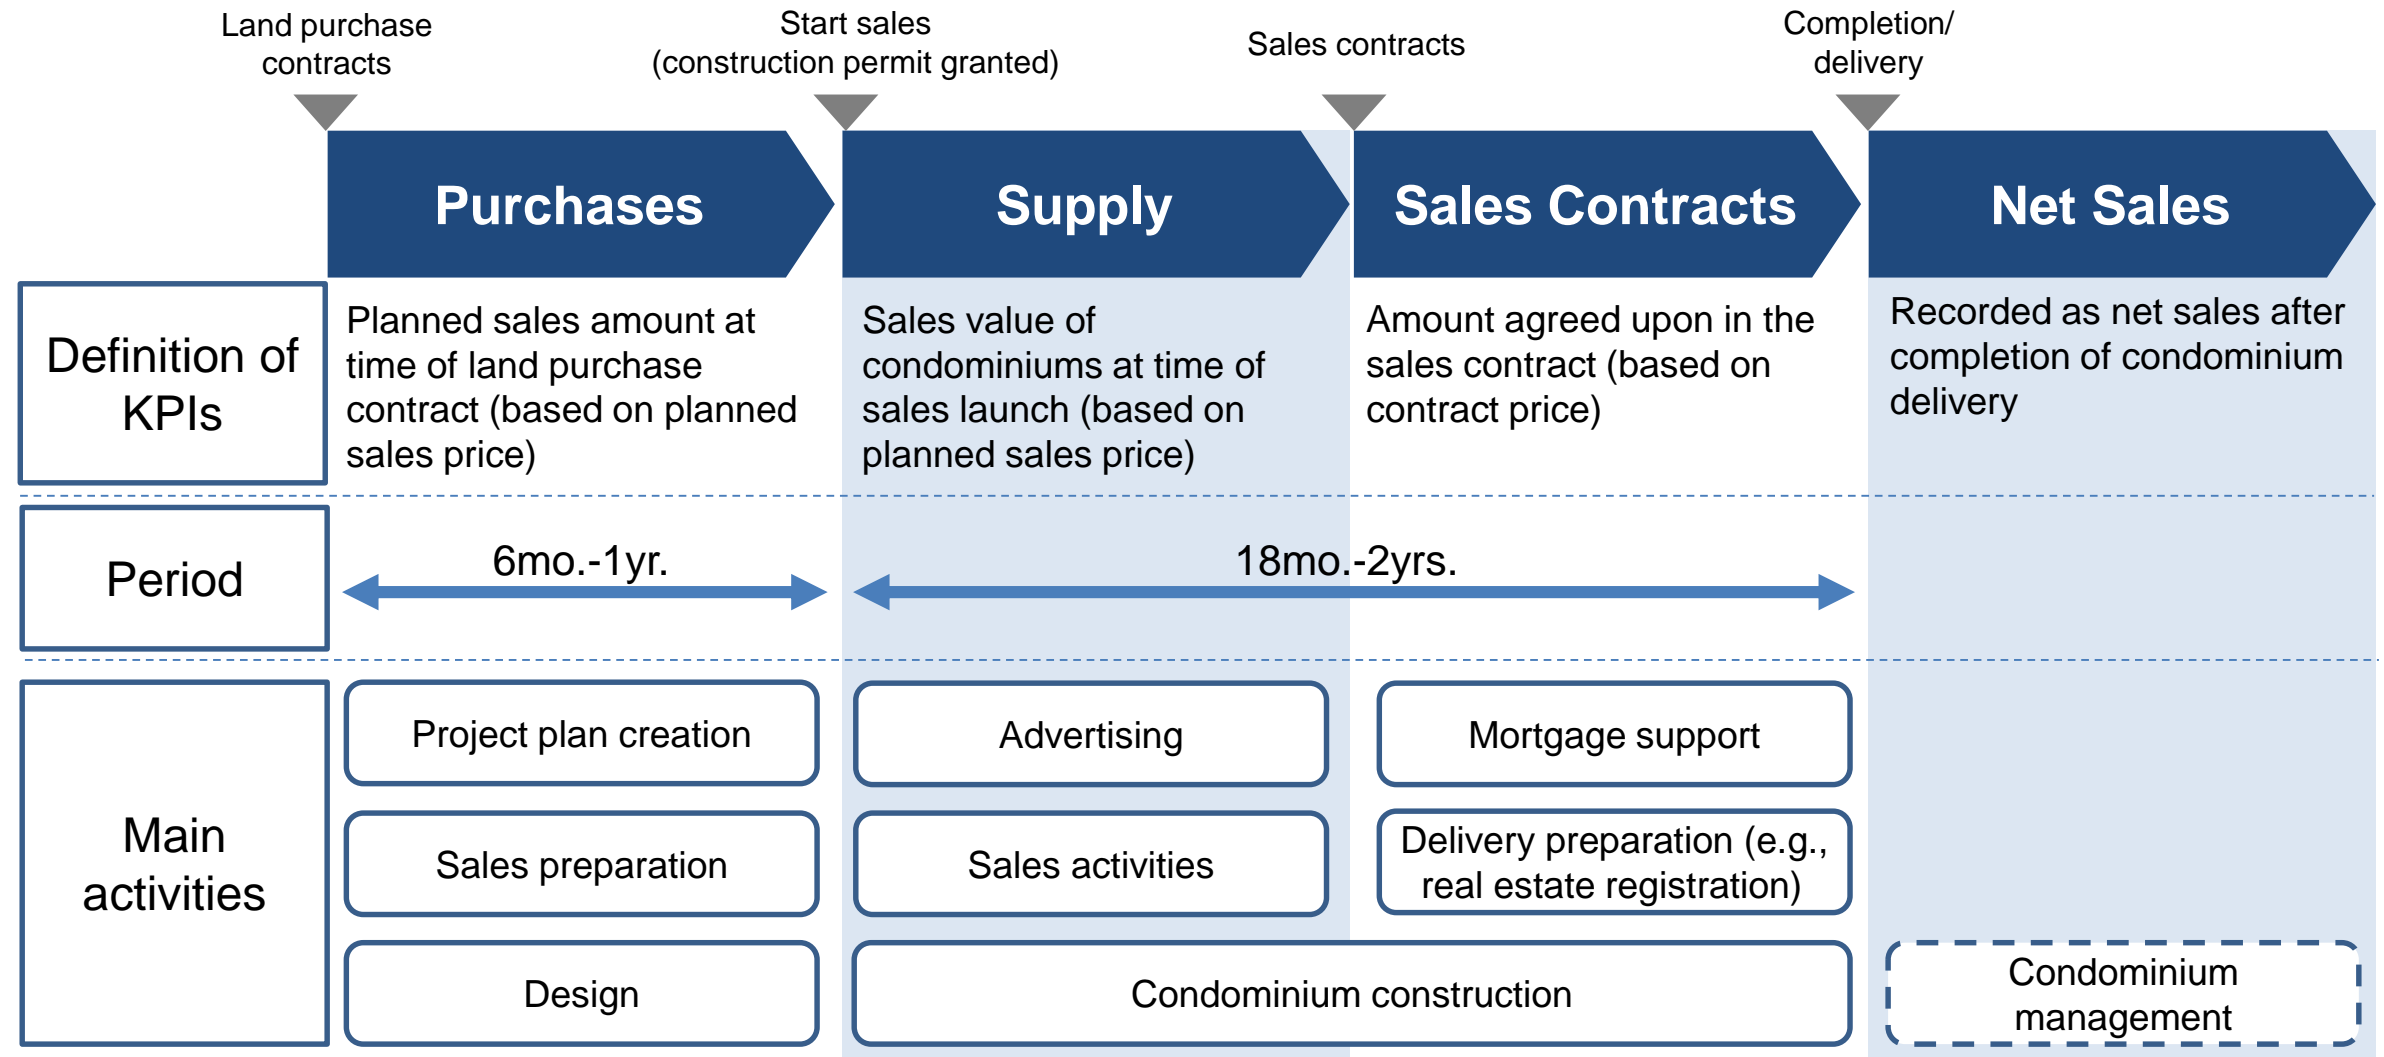 Land purchase
contracts
Start sales
(construction permit granted)
Sales contracts
Completion/
delivery
Purchases
Supply
Sales Contracts
Net Sales
Definition of
KPIs
Planned sales amount at
time of land purchase
contract (based on planned
sales price)
Sales value of
condominiums at time of
sales launch (based on
planned sales price)
Amount agreed upon in the
sales contract (based on
contract price)
Recorded as net sales after
completion of condominium
delivery
Period
6mo.-1yr.
18mo.-2yrs.
Main
activities
Project plan creation
Advertising
Mortgage support
Sales preparation
Sales activities
Delivery preparation (e.g.,
real estate registration)
Design
Condominium construction
Condominium
management